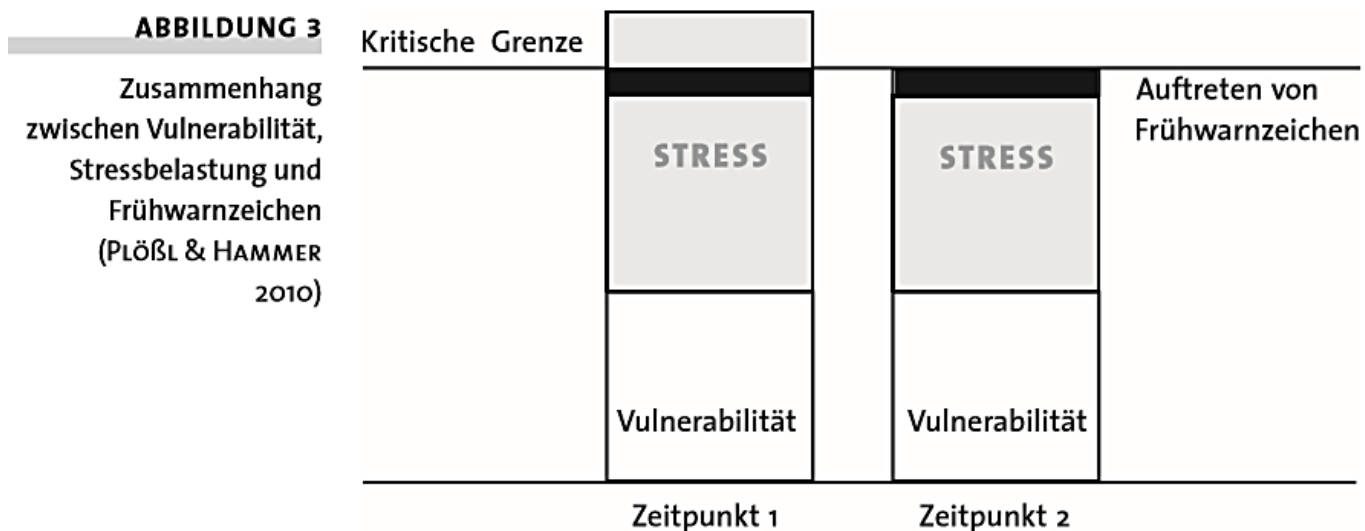 ABBILDUNG 3
Zusammenhang
zwischen Vulnerabilität,
Stressbelastung und
Frühwarnzeichen
(PLÖẞL & HAMMER
2010)
Kritische Grenze
Auftreten von
Frühwarnzeichen
STRESS
STRESS
Vulnerabilität
Vulnerabilität
Zeitpunkt 1
Zeitpunkt 2